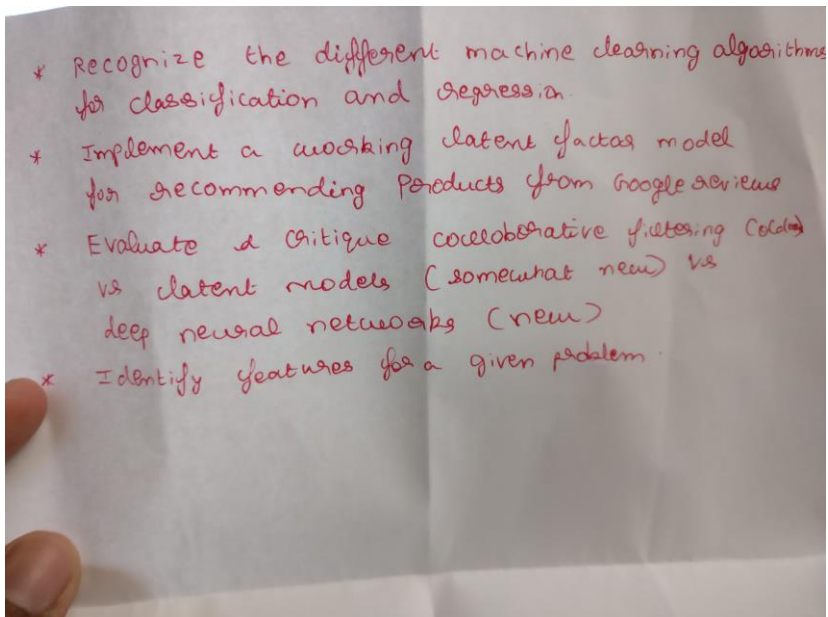 * Recognize the different machine learning algorithms
for classification and regression.
* Implement a working latent factor model
for recommending Products from Google reviews
* Evaluate & critique colloborative filtering (old)
vs latent models (somewhat new) vs
deep neural networks (new)
* Identify features for a given problem.